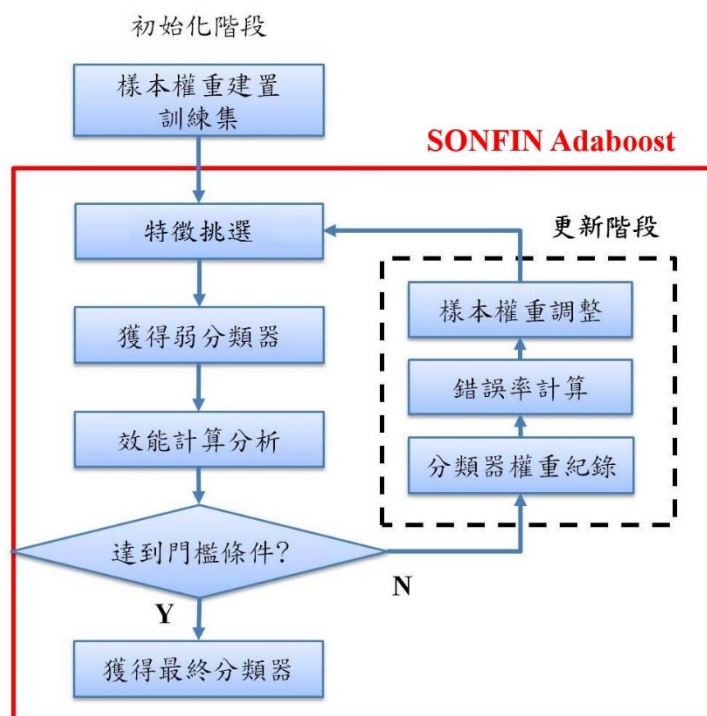 初始化階段
樣本權重建置
訓練集
SONFIN Adaboost
特徵挑選
更新階段
樣本權重調整
獲得弱分類器
錯誤率計算
效能計算分析
分類器權重紀錄
達到門檻條件?
N
Y
獲得最終分類器